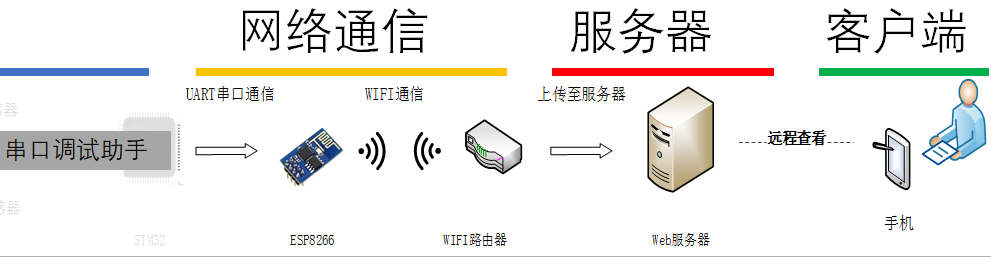 网络通信
服务器
客户端
UART串口通信
WIFI通信
上传至服务器
串口调试助手
远程查看
手机
STM32
ESP8266
WIFI路由器
Web服务器